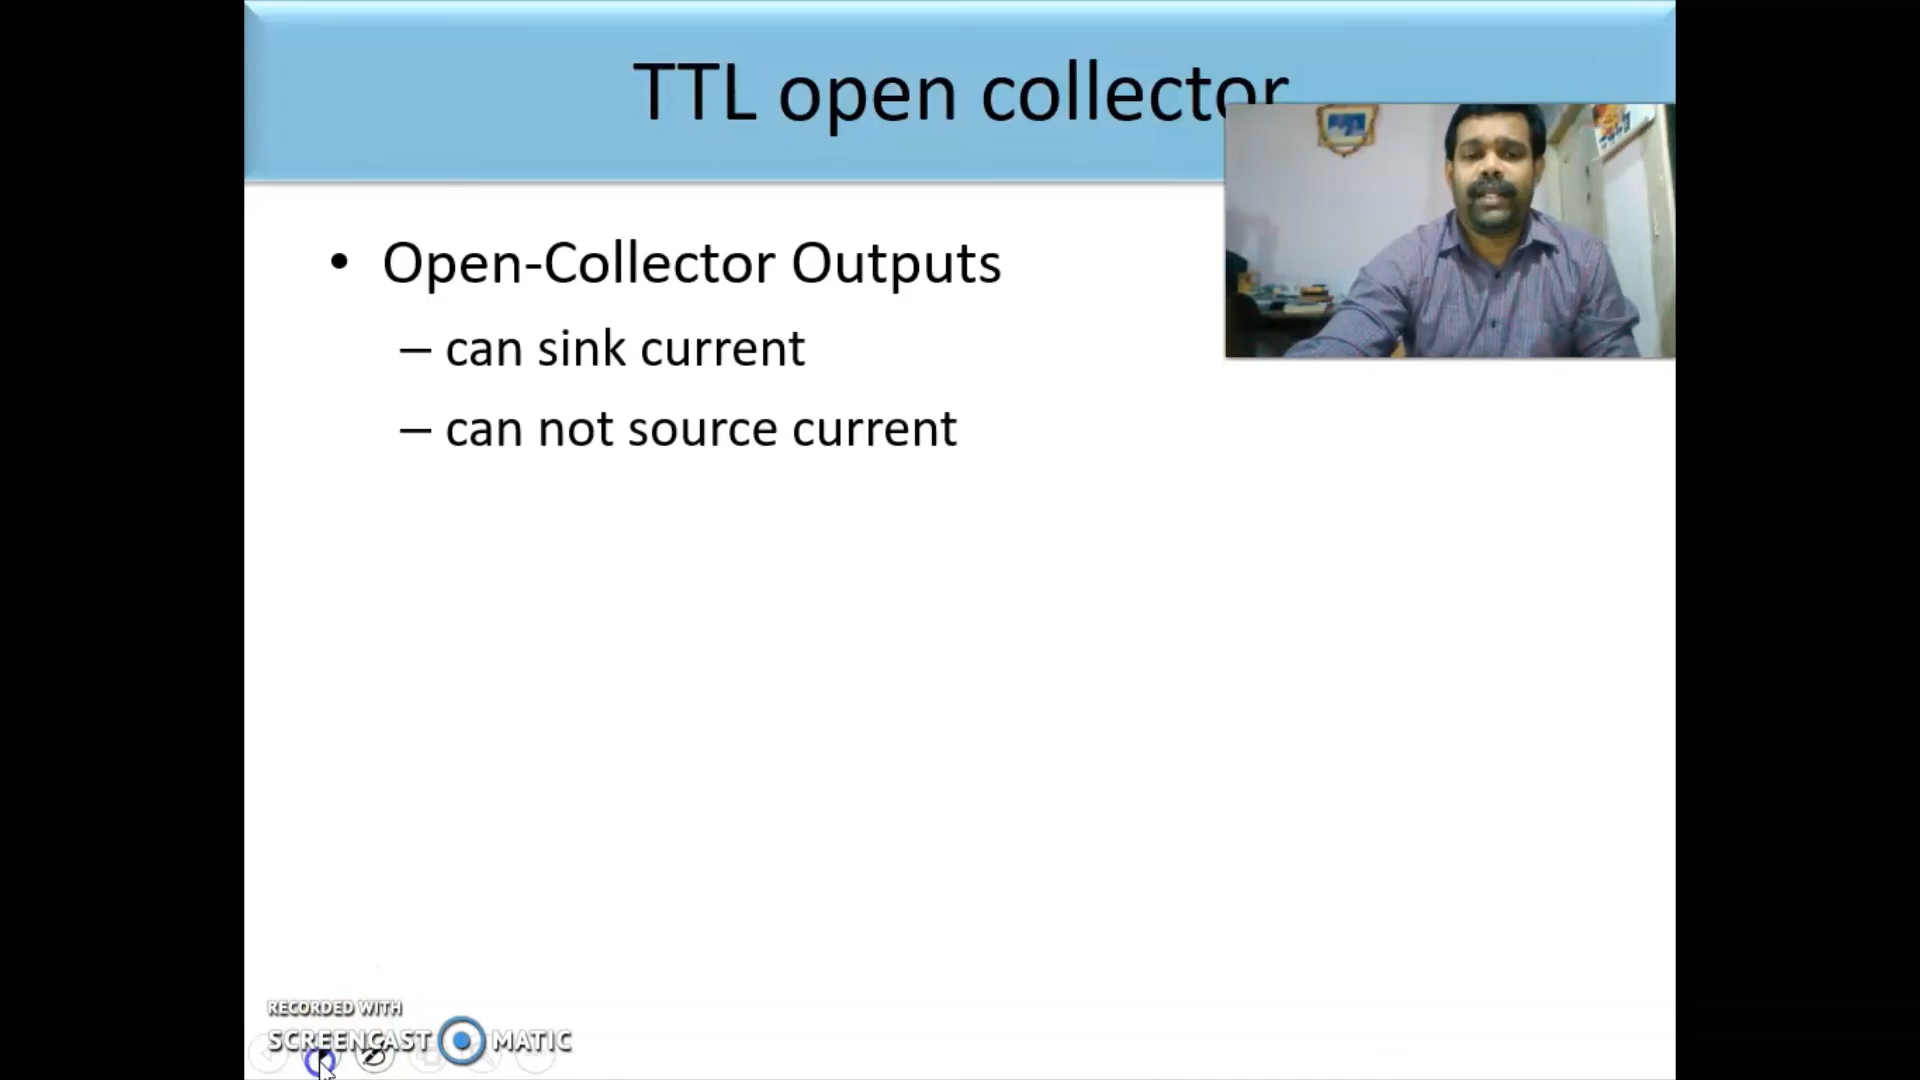 TTL open collector
• Open-Collector Outputs
– can sink current
– can not source current
RECORDED WITH
SCREENCAST MATIC